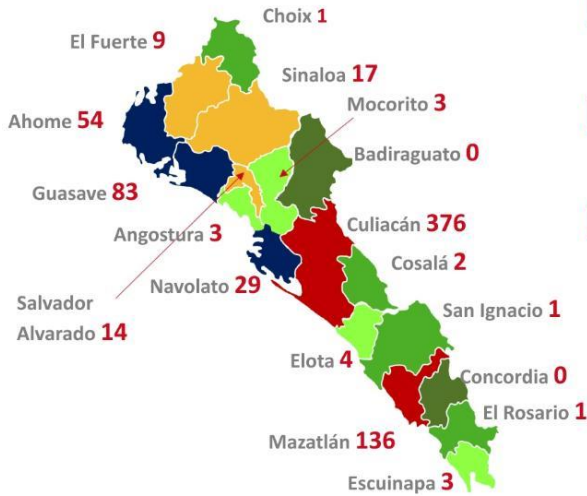 Choix 1
El Fuerte 9
Sinaloa 17
Mocorito 3
Ahome 54
Badiraguato 0
Guasave 83
Culiacán 376
Angostura 3
Cosalá 2
Navolato 29
Salvador
Alvarado 14
San Ignacio 1
Elota 4
Concordia 0
El Rosario 1
Mazatlán 136
Escuinapa 3